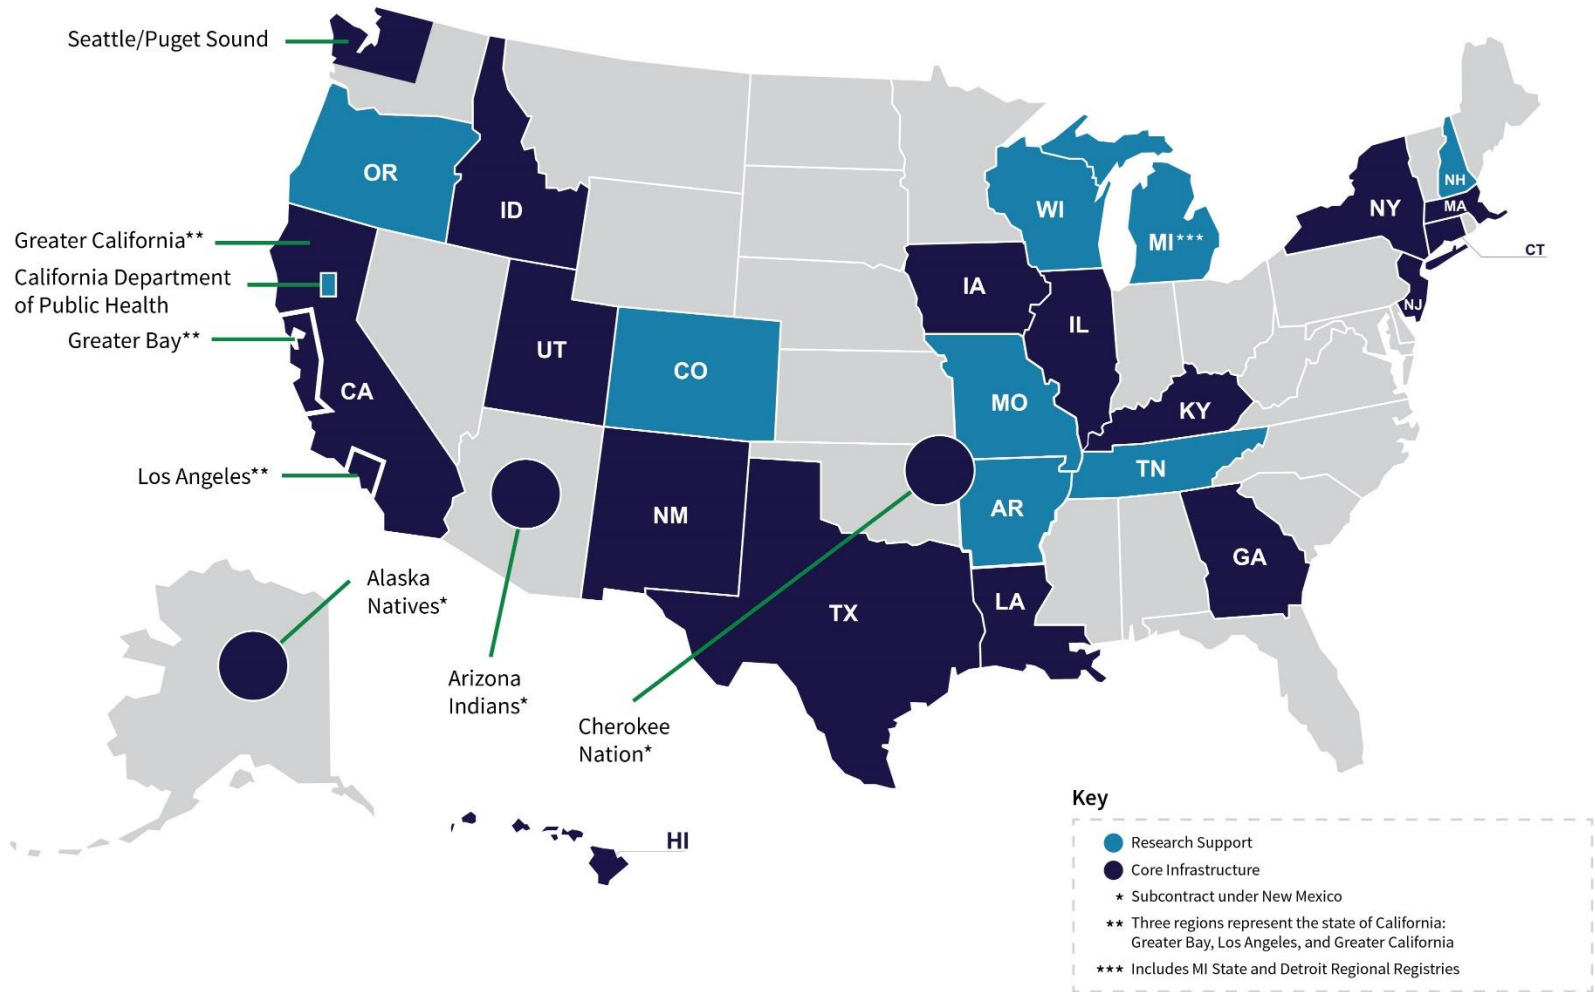 Seattle/Puget Sound
OR
ID
WI
MI***
NH
NY
MA
CT
NJ
Greater California**
California Department
of Public Health
Greater Bay**
CA
UT
CO
IA
IL
MO
KY
TN
Los Angeles**
NM
AR
GA
TX
LA
Alaska
Natives*
Arizona
Indians*
Cherokee
Nation*
HI
Key
Research Support
Core Infrastructure
* Subcontract under New Mexico
** Three regions represent the state of California:
Greater Bay, Los Angeles, and Greater California
*** Includes MI State and Detroit Regional Registries